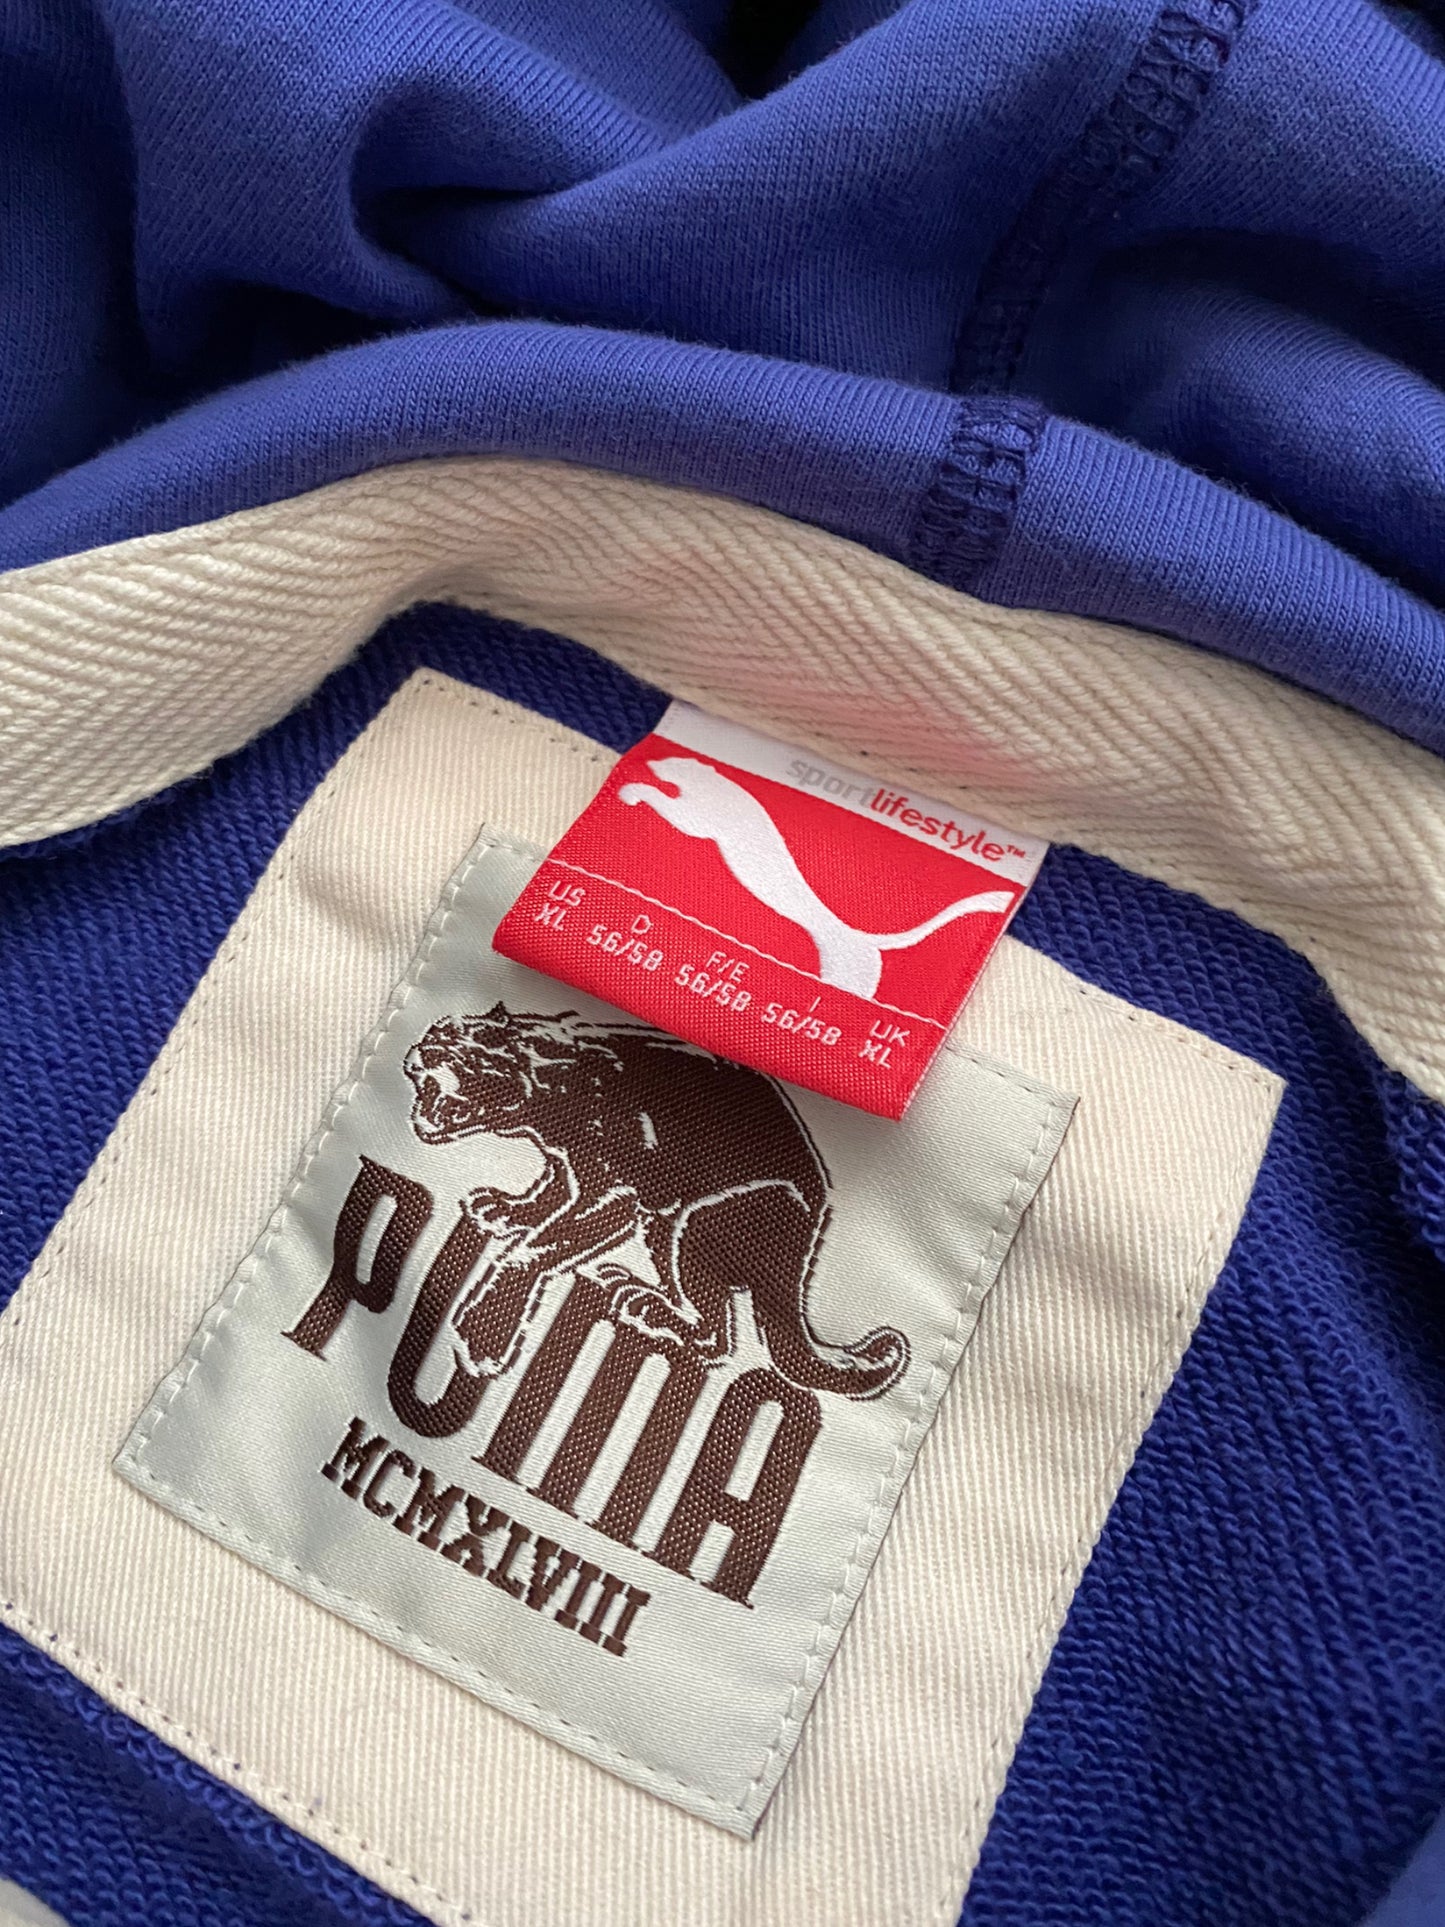 sportlifestyle™
US D F/E I UK
XL 56/58 56/58 56/58 XL
PUMA
MCMXLVIII